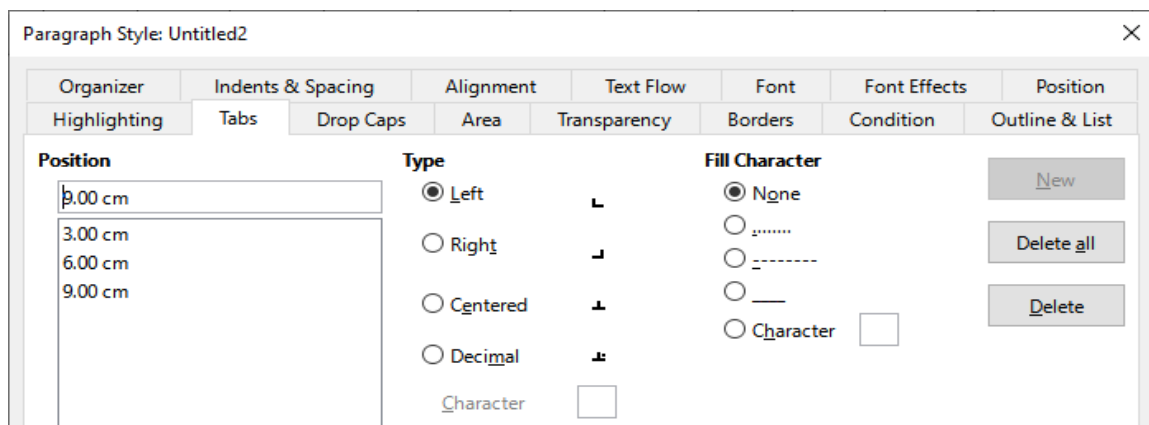 Paragraph Style: Untitled2
Organizer Indents & Spacing Alignment Text Flow Font Font Effects Position
Highlighting Tabs Drop Caps Area Transparency Borders Condition Outline & List
Position Type Fill Character
9.00 cm Left None New
3.00 cm ........
6.00 cm Right Delete all
--------
9.00 cm ____
Centered Delete
Character
Decimal
Character